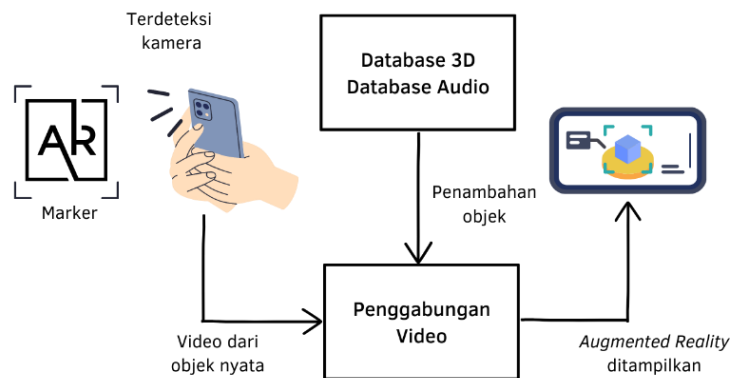 Terdeteksi
kamera
Database 3D
Database Audio
AR
Marker
Penambahan
objek
Penggabungan
Video
Video dari
objek nyata
Augmented Reality
ditampilkan